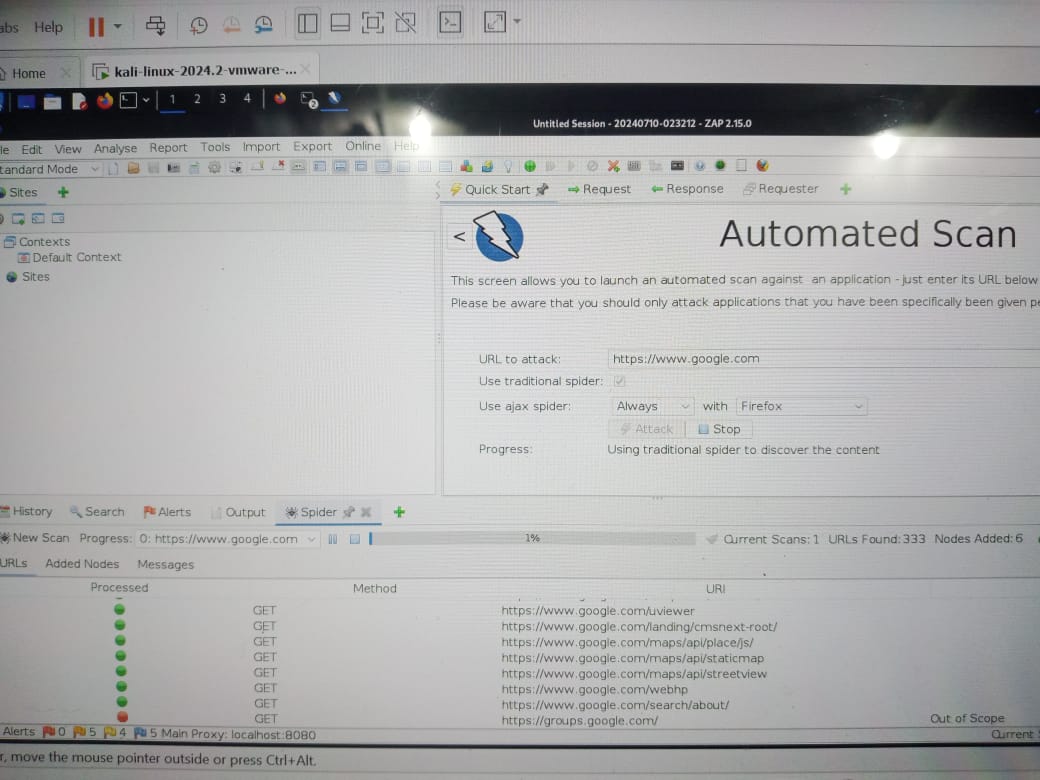 abs Help
Home
kali-linux-2024.2-vmware-...
1 2 3 4
2
Untitled Session - 20240710-023212 - ZAP 2.15.0
le Edit View Analyse Report Tools Import Export Online Help
tandard Mode
Sites
Quick Start Request Response Requester
Contexts
Default Context
Sites
<
Automated Scan
This screen allows you to launch an automated scan against an application - just enter its URL below
Please be aware that you should only attack applications that you have been specifically been given pe
URL to attack: https://www.google.com
Use traditional spider:
Use ajax spider: Always with Firefox
Attack Stop
Progress: Using traditional spider to discover the content
History Search Alerts Output Spider
New Scan Progress: 0: https://www.google.com 1% Current Scans: 1 URLs Found: 333 Nodes Added: 6
URLs Added Nodes Messages
Processed Method URI
GET https://www.google.com/uviewer
GET https://www.google.com/landing/cmsnext-root/
GET https://www.google.com/maps/api/place/js/
GET https://www.google.com/maps/api/staticmap
GET https://www.google.com/maps/api/streetview
GET https://www.google.com/webhp
GET https://www.google.com/search/about/
GET https://groups.google.com/ Out of Scope
Alerts 0 5 4 5 Main Proxy: localhost:8080 Current
r, move the mouse pointer outside or press Ctrl+Alt.